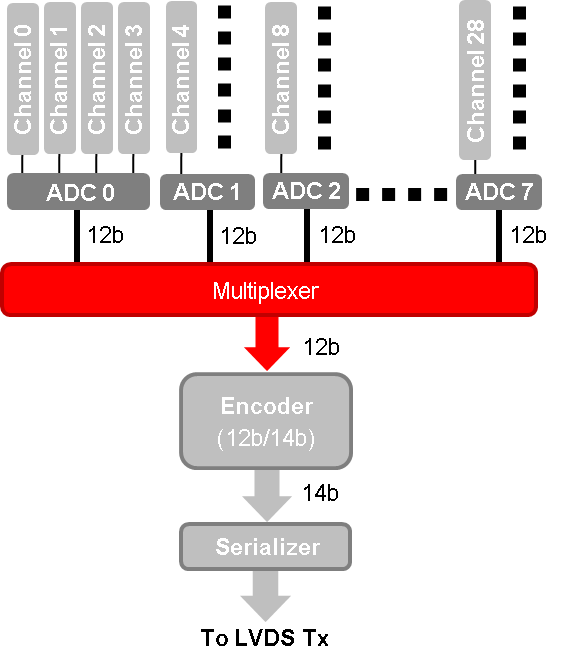 Channel 0
Channel 1
Channel 2
Channel 3
Channel 4
Channel 8
Channel 28
ADC 0
ADC 1
ADC 2
ADC 7
12b
12b
12b
12b
Multiplexer
12b
Encoder
(12b/14b)
14b
Serializer
To LVDS Tx